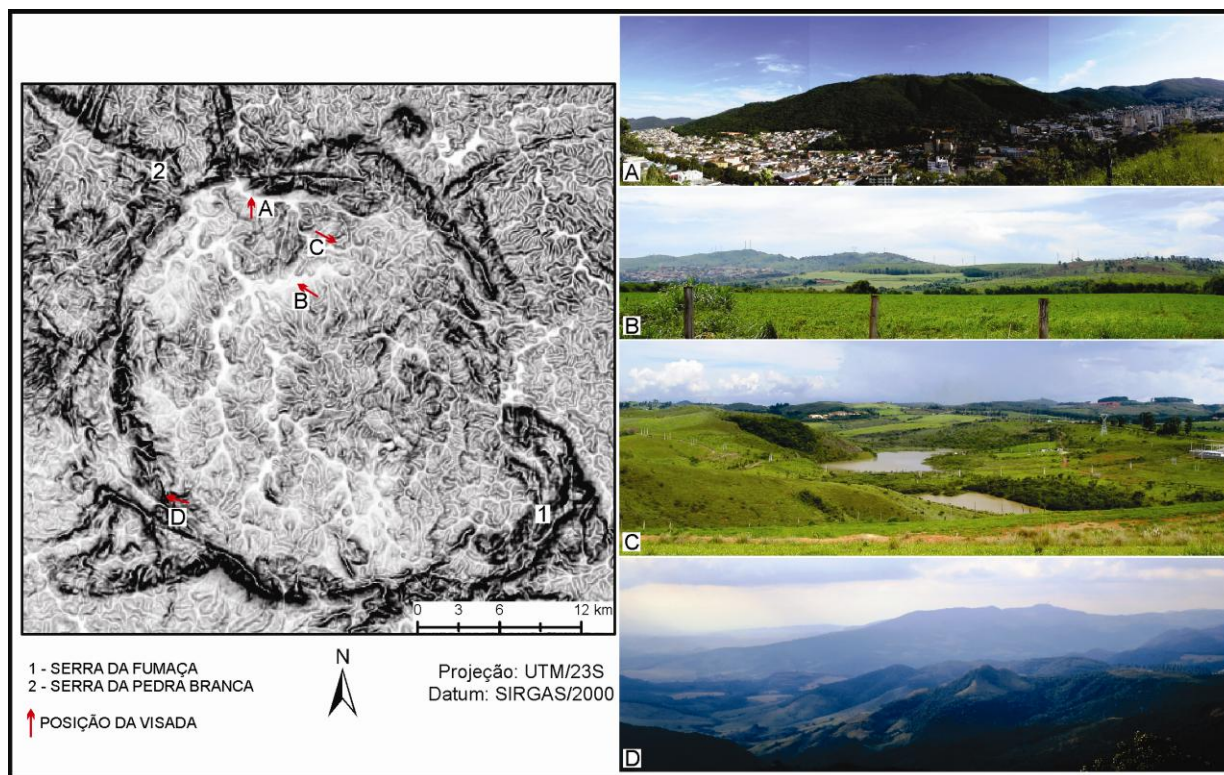 2
A
C
B
D
1
0 3 6 12 km
1 - SERRA DA FUMAÇA
2 - SERRA DA PEDRA BRANCA
POSIÇÃO DA VISADA
N
Projeção: UTM/23S
Datum: SIRGAS/2000
A
B
C
D